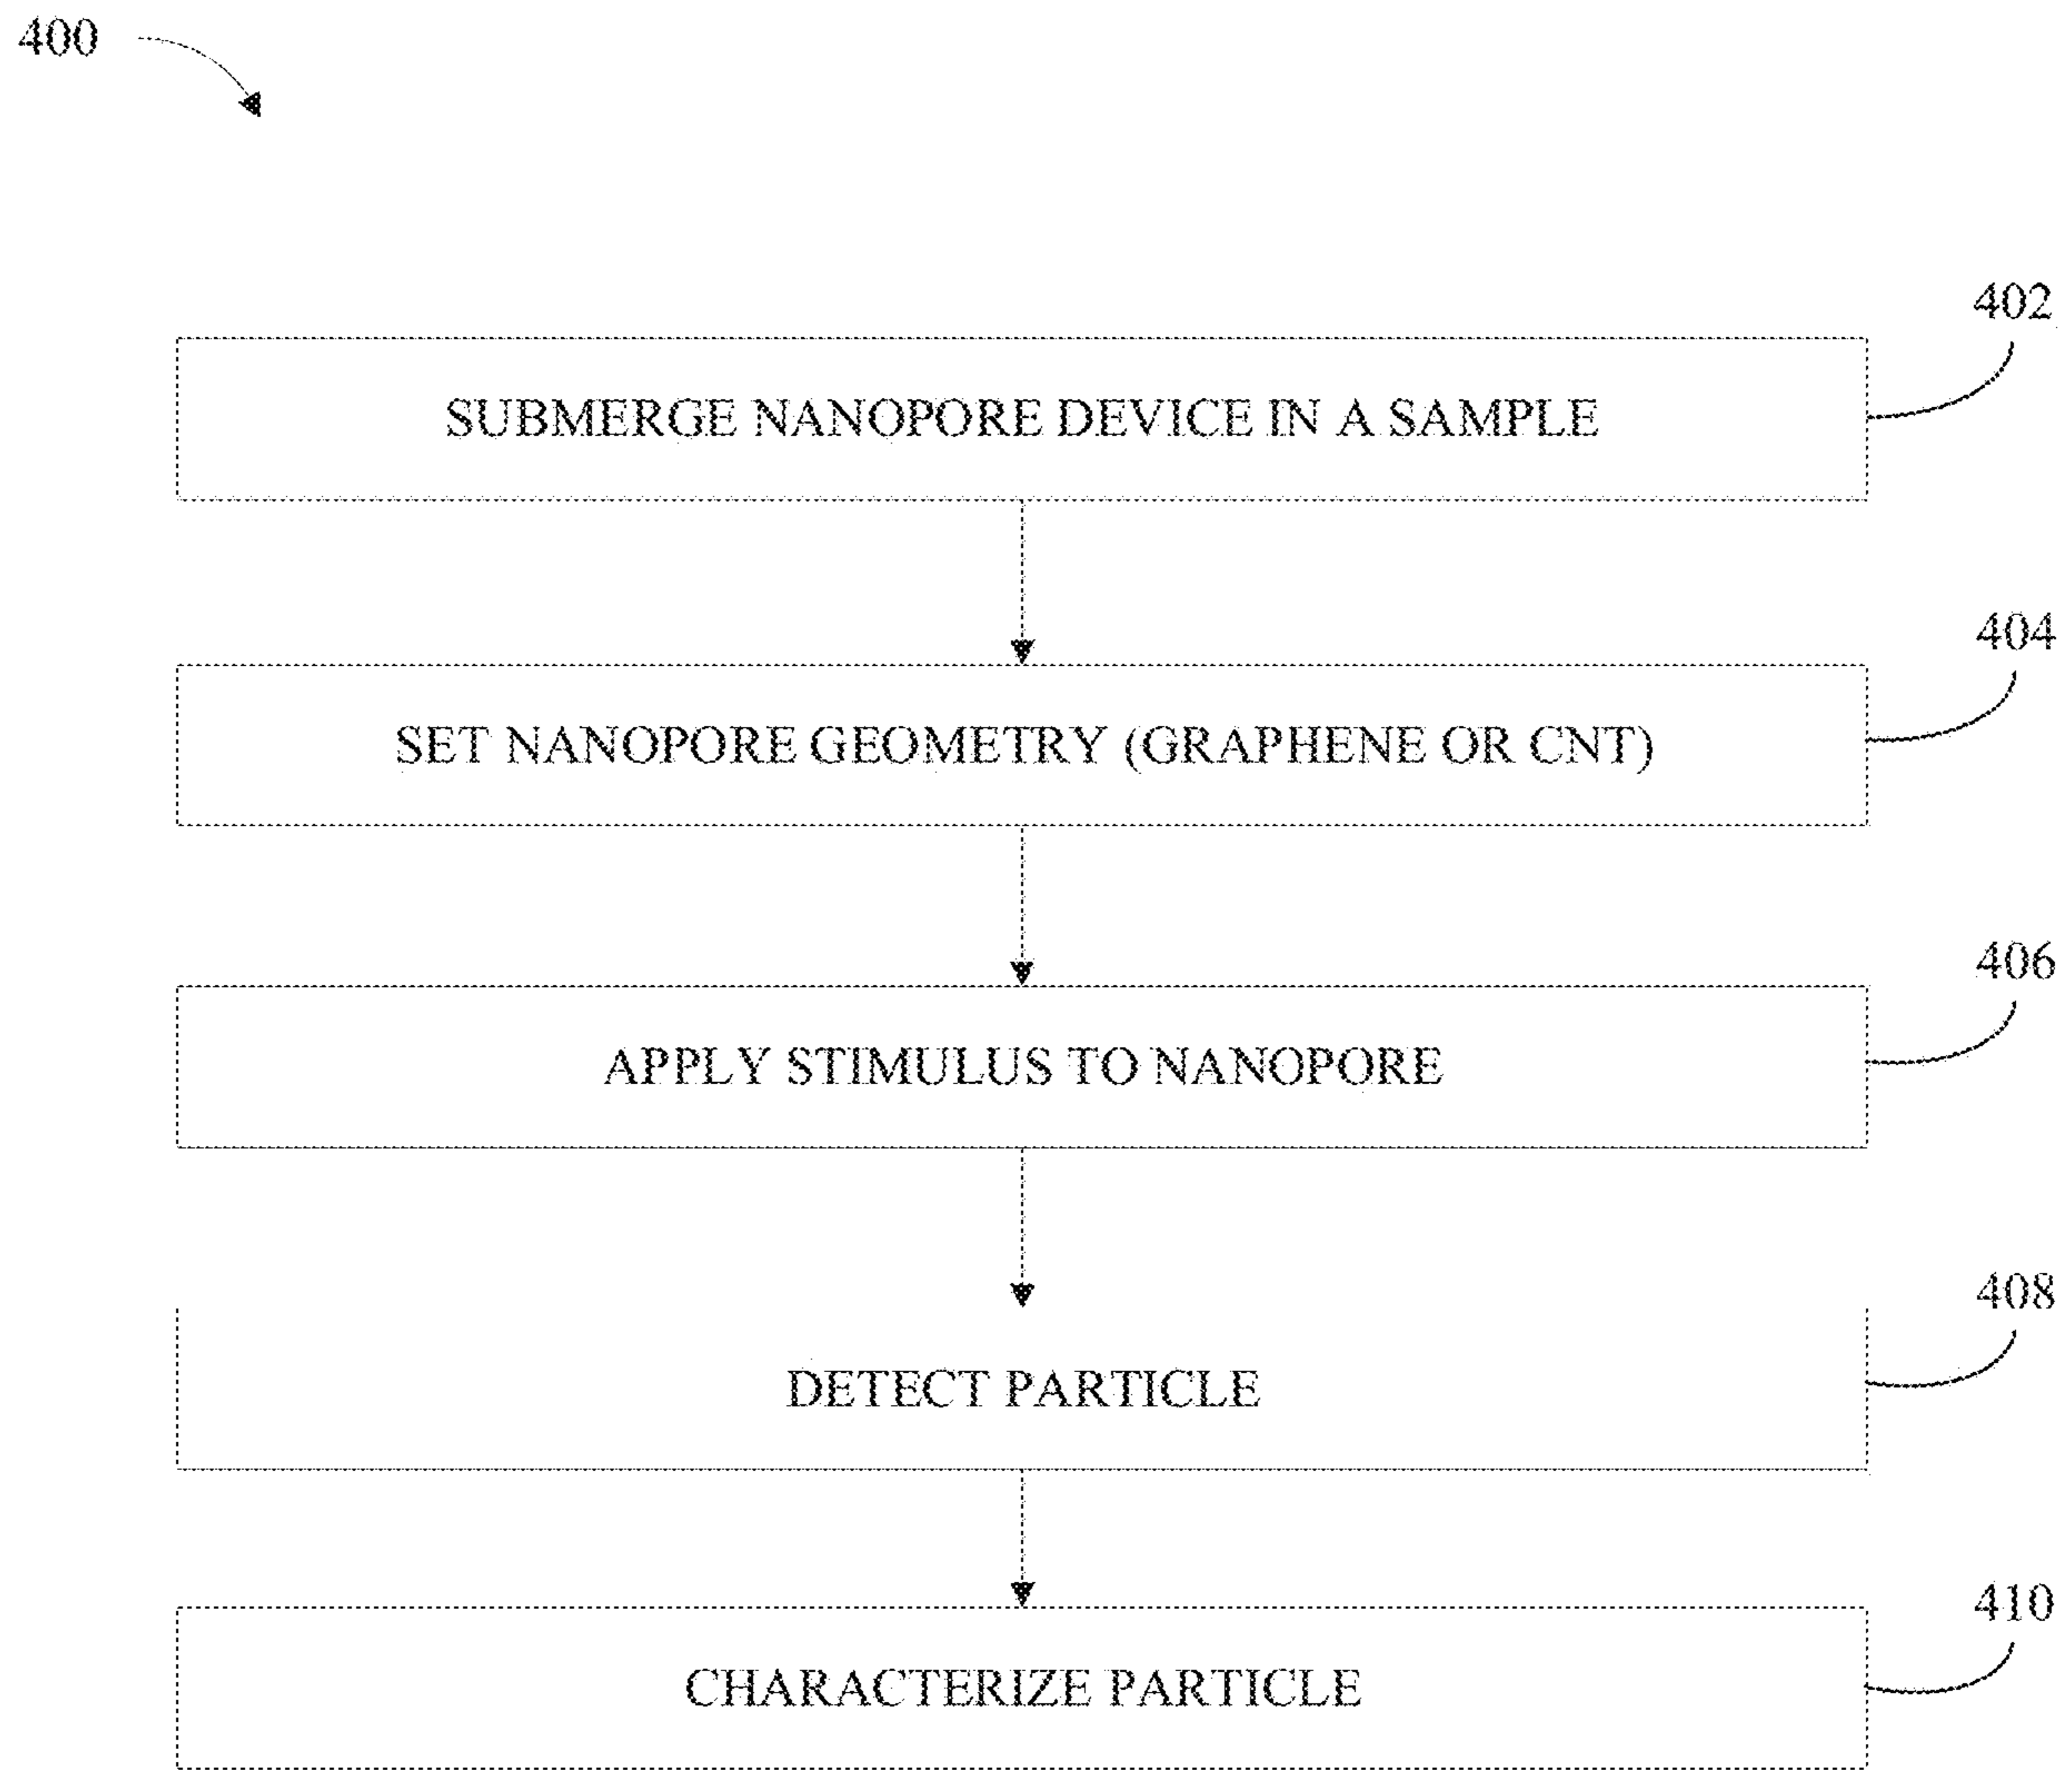 400
402
SUBMERGE NANOPORE DEVICE IN A SAMPLE
404
SET NANOPORE GEOMETRY (GRAPHENE OR CNT)
406
APPLY STIMULUS TO NANOPORE
408
DETECT PARTICLE
410
CHARACTERIZE PARTICLE